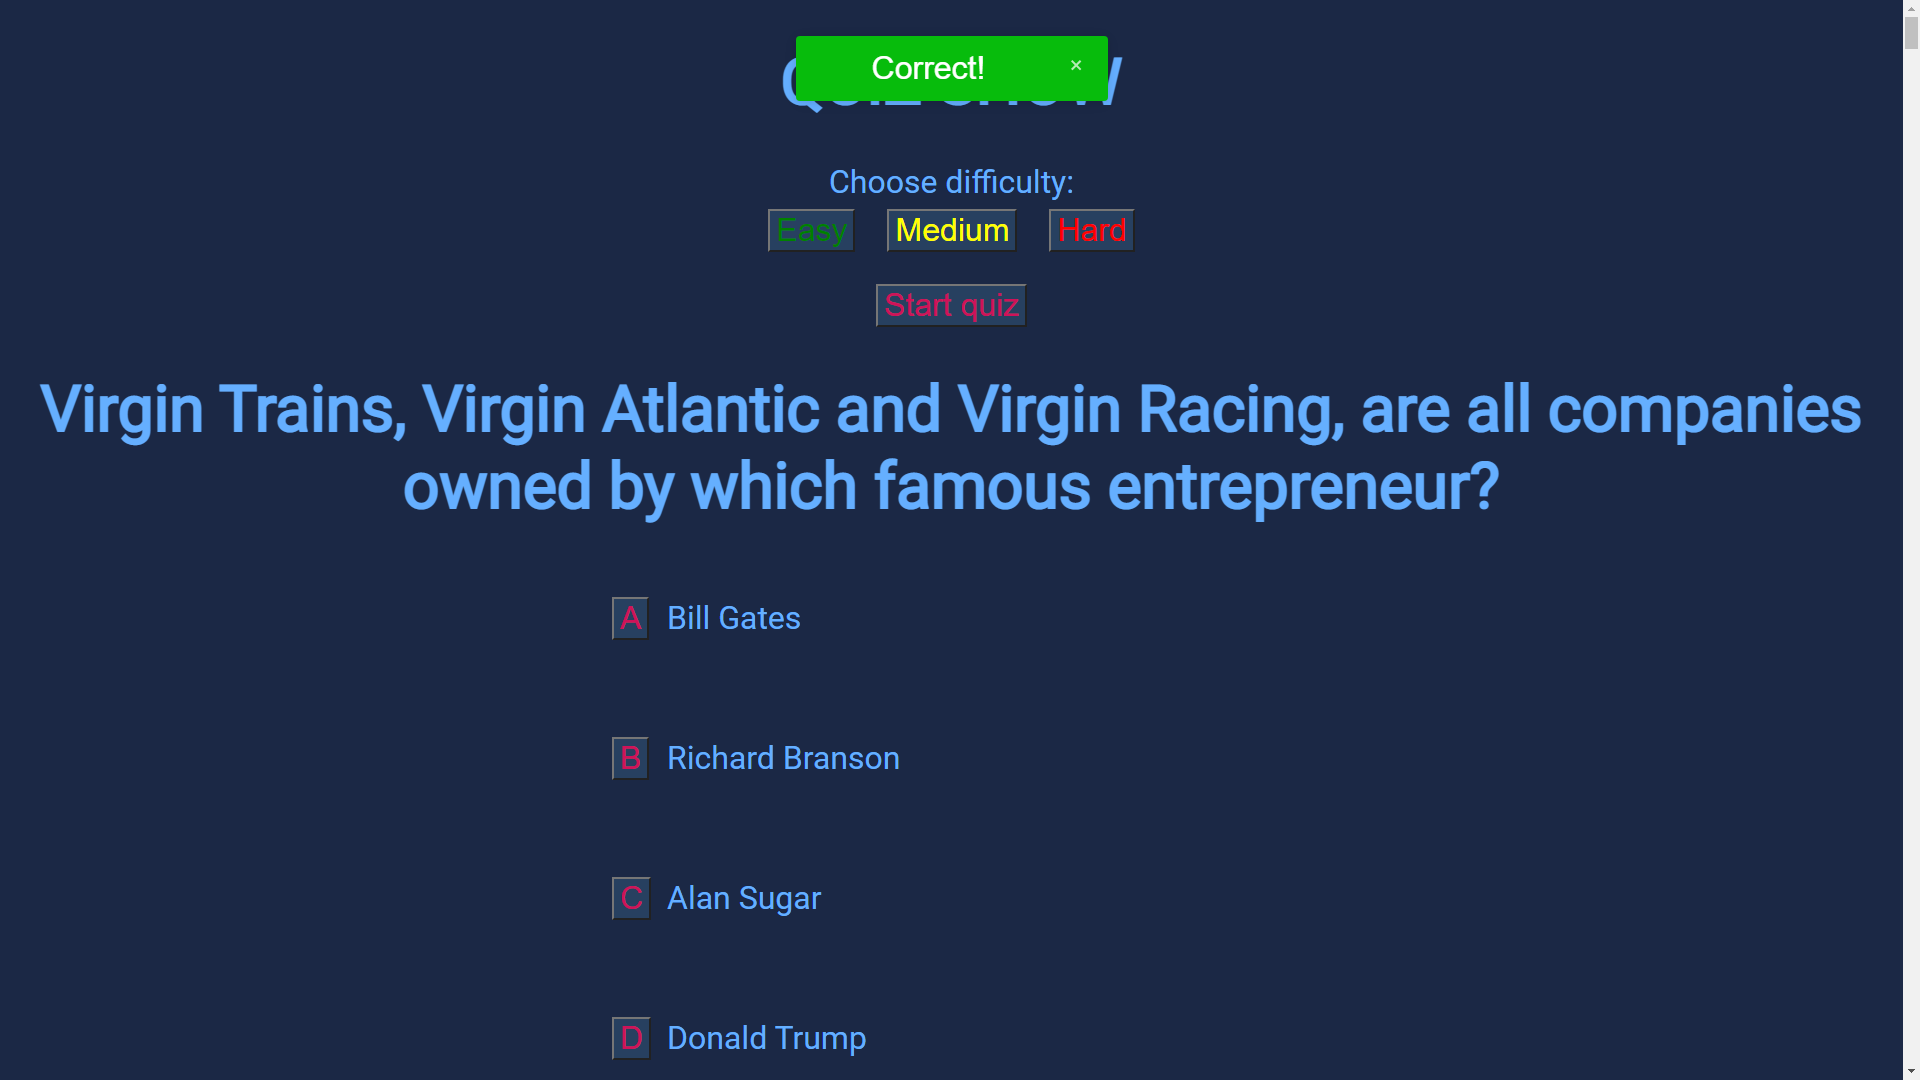 Correct! ×
Choose difficulty:
Easy Medium Hard
Start quiz
Virgin Trains, Virgin Atlantic and Virgin Racing, are all companies
owned by which famous entrepreneur?
A Bill Gates
B Richard Branson
C Alan Sugar
D Donald Trump